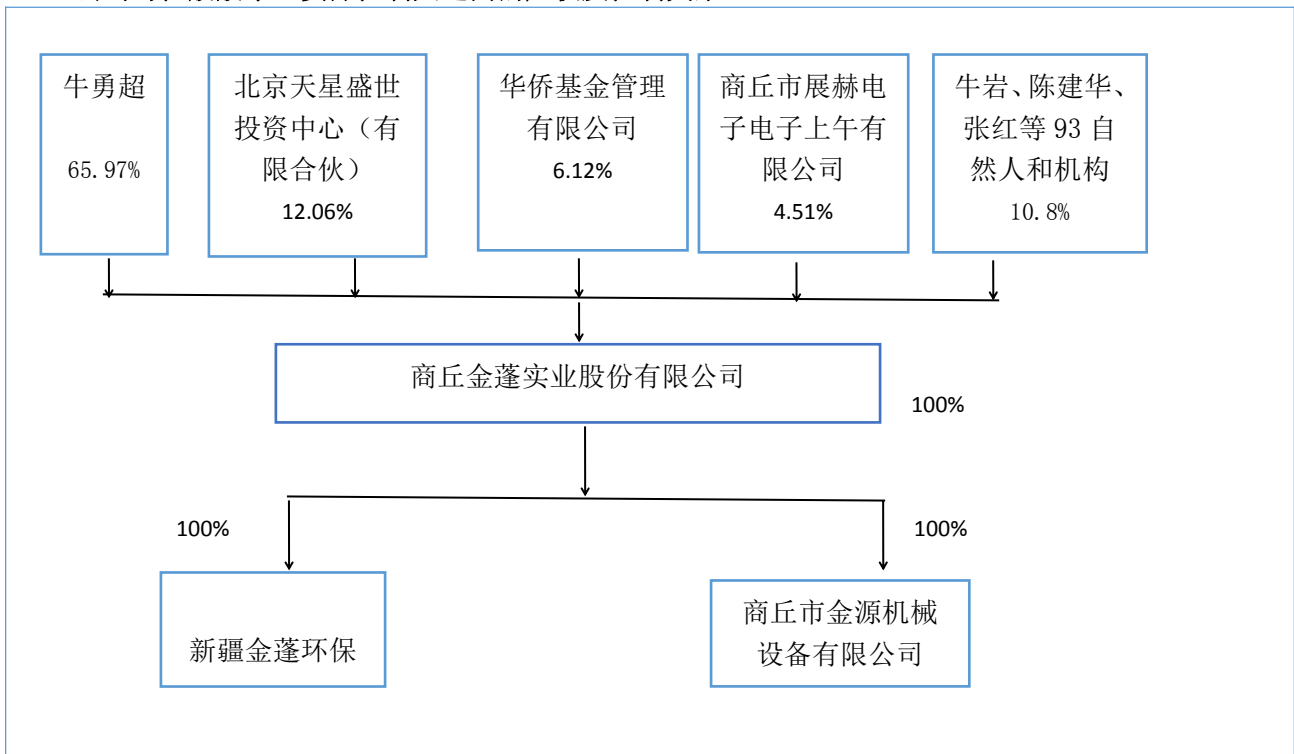 牛勇超
65.97%
北京天星盛世
投资中心（有
限合伙）
12.06%
华侨基金管理
有限公司
6.12%
商丘市展赫电
子电子上午有
限公司
4.51%
牛岩、陈建华、
张红等 93 自
然人和机构
10.8%
商丘金蓬实业股份有限公司
100%
100%
100%
新疆金蓬环保
商丘市金源机械
设备有限公司